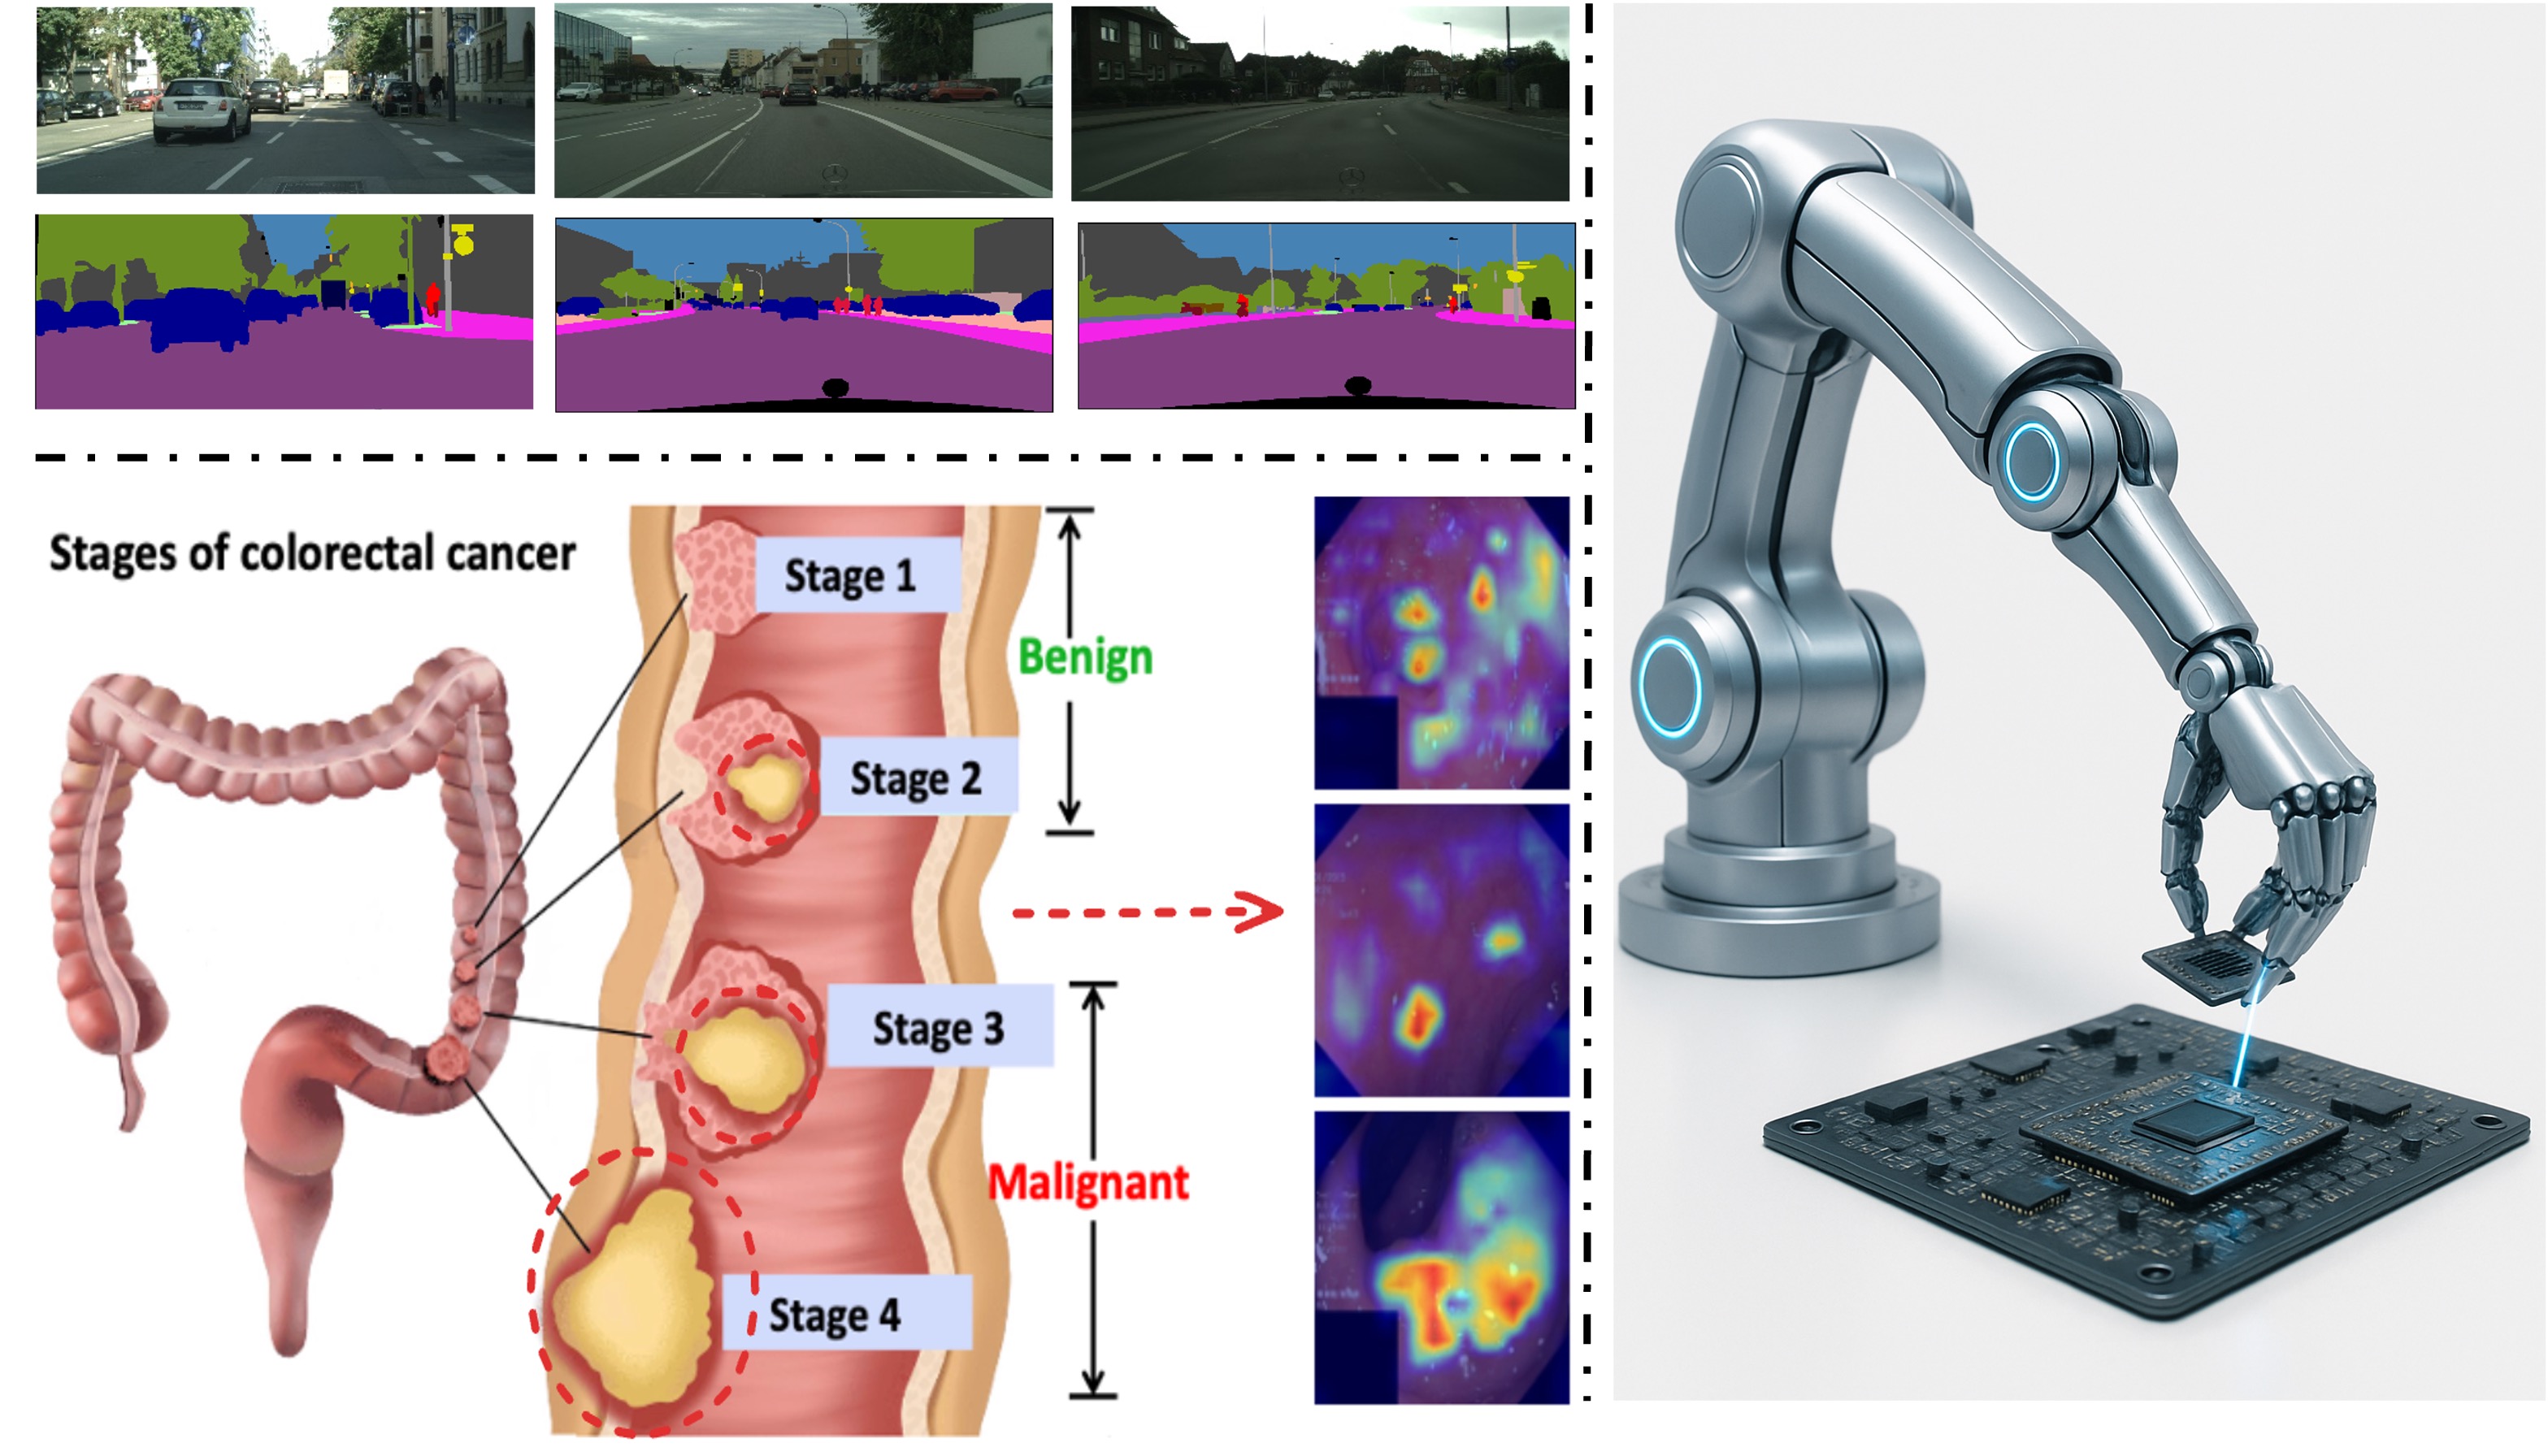 Stages of colorectal cancer
Stage 1
Benign
Stage 2
Stage 3
Malignant
Stage 4